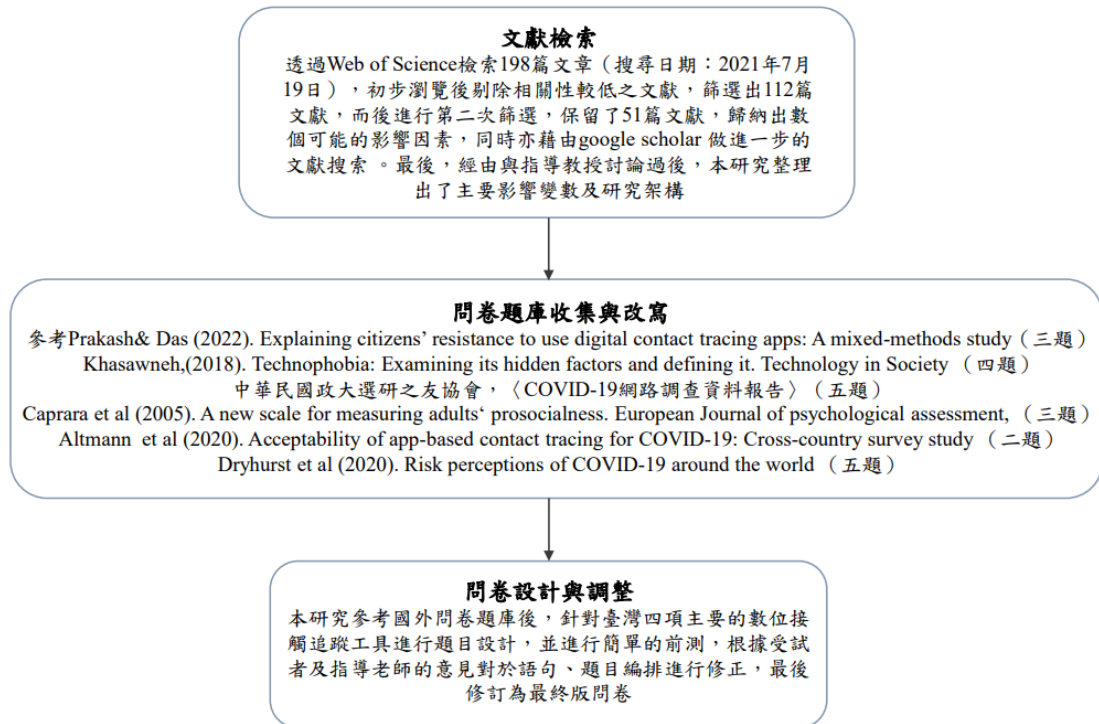 文獻檢索
透過Web of Science檢索198篇文章（搜尋日期：2021年7月
19日），初步瀏覽後剔除相關性較低之文獻，篩選出112篇
文獻，而後進行第二次篩選，保留了51篇文獻，歸納出數
個可能的影響因素，同時亦藉由google scholar 做進一步的
文獻搜索 。最後，經由與指導教授討論過後，本研究整理
出了主要影響變數及研究架構
問卷題庫收集與改寫
參考Prakash& Das (2022). Explaining citizens’ resistance to use digital contact tracing apps: A mixed-methods study（三題）
Khasawneh,(2018). Technophobia: Examining its hidden factors and defining it. Technology in Society （四題）
中華民國政大選研之友協會，〈COVID-19網路調查資料報告〉（五題）
Caprara et al (2005). A new scale for measuring adults‘ prosocialness. European Journal of psychological assessment, （三題）
Altmann et al (2020). Acceptability of app-based contact tracing for COVID-19: Cross-country survey study （二題）
Dryhurst et al (2020). Risk perceptions of COVID-19 around the world （五題）
問卷設計與調整
本研究參考國外問卷題庫後，針對臺灣四項主要的數位接
觸追蹤工具進行題目設計，並進行簡單的前測，根據受試
者及指導老師的意見對於語句、題目編排進行修正，最後
修訂為最終版問卷